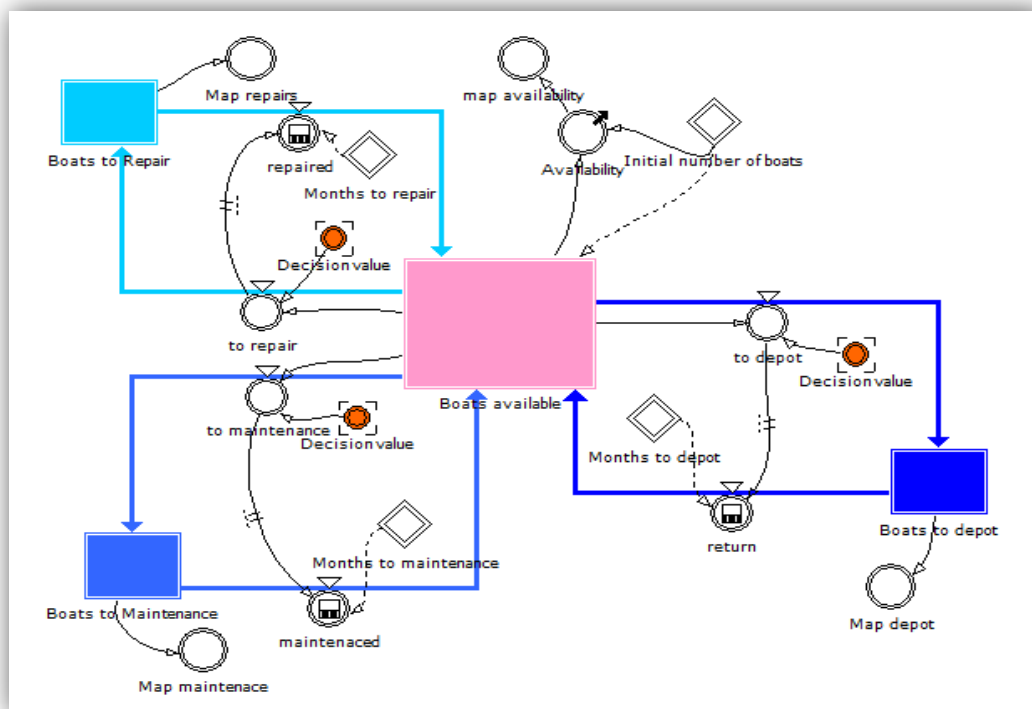 Map repairs
map availability
Boats to Repair
repaired
Availability
Initial number of boats
Months to repair
Decision value
to repair
to depot
Decision value
Boats available
to maintenance
Decision value
Months to depot
Boats to depot
return
Months to maintenance
Boats to Maintenance
maintenaced
Map depot
Map maintenace